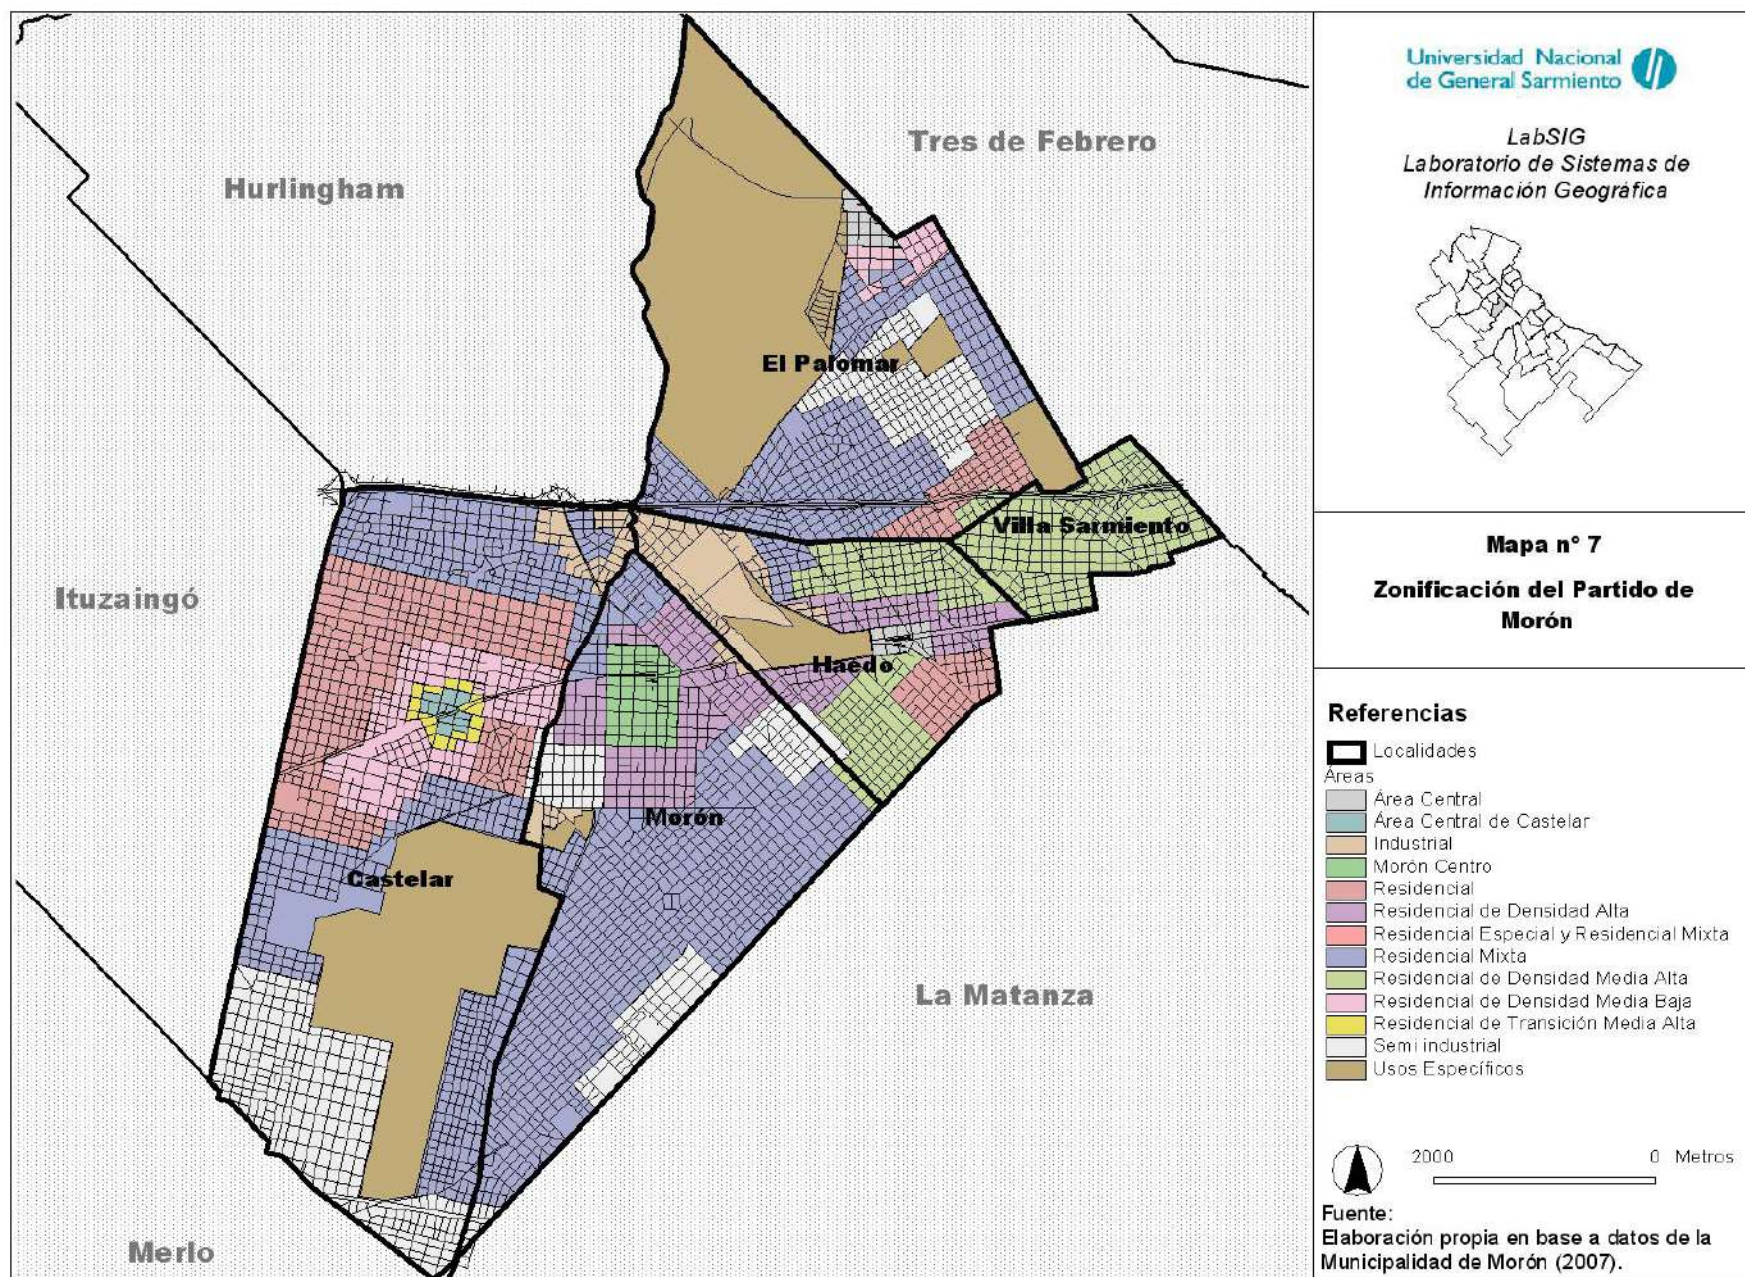 Hurlingham
Tres de Febrero
El Palomar
Villa Sarmiento
Ituzaingó
Haedo
Morón
Castelar
La Matanza
Merlo
Universidad Nacional
de General Sarmiento
LabSIG
Laboratorio de Sistemas de
Información Geográfica
Mapa n° 7
Zonificación del Partido de
Morón
Referencias
Localidades
Áreas
Área Central
Área Central de Castelar
Industrial
Morón Centro
Residencial
Residencial de Densidad Alta
Residencial Especial y Residencial Mixta
Residencial Mixta
Residencial de Densidad Media Alta
Residencial de Densidad Media Baja
Residencial de Transición Media Alta
Semi industrial
Usos Específicos
2000 0 Metros
Fuente:
Elaboración propia en base a datos de la
Municipalidad de Morón (2007).